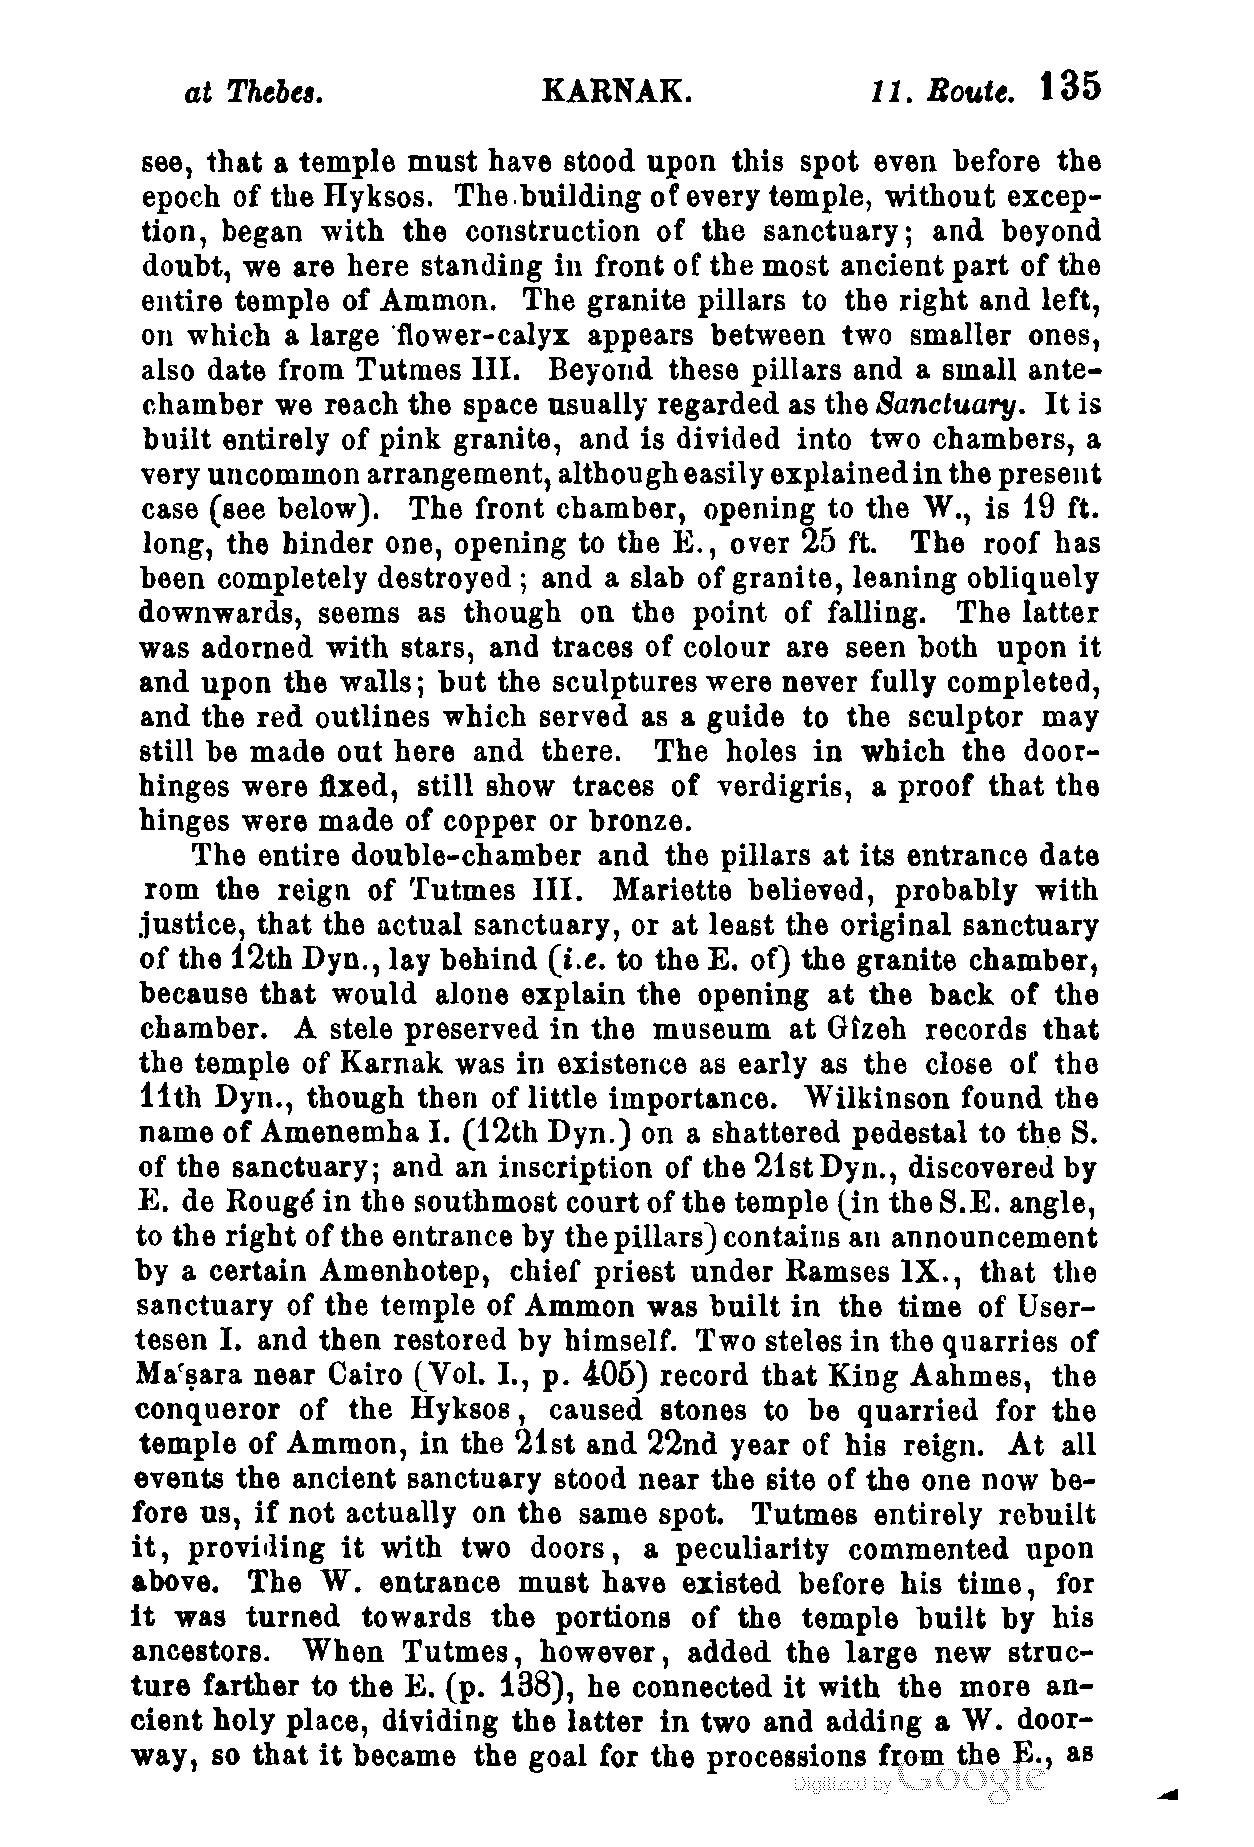 at Thebes. KARNAK. 11. Route. 135
see, that a temple must have stood upon this spot even before the
epoch of the Hyksos. The building of every temple, without excep-
tion, began with the construction of the sanctuary; and beyond
doubt, we are here standing in front of the most ancient part of the
entire temple of Ammon. The granite pillars to the right and left,
on which a large flower-calyx appears between two smaller ones,
also date from Tutmes III. Beyond these pillars and a small ante-
chamber we reach the space usually regarded as the Sanctuary. It is
built entirely of pink granite, and is divided into two chambers, a
very uncommon arrangement, although easily explained in the present
case (see below). The front chamber, opening to the W., is 19 ft.
long, the hinder one, opening to the E., over 25 ft. The roof has
been completely destroyed; and a slab of granite, leaning obliquely
downwards, seems as though on the point of falling. The latter
was adorned with stars, and traces of colour are seen both upon it
and upon the walls; but the sculptures were never fully completed,
and the red outlines which served as a guide to the sculptor may
still be made out here and there. The holes in which the door-
hinges were fixed, still show traces of verdigris, a proof that the
hinges were made of copper or bronze.
The entire double-chamber and the pillars at its entrance date
rom the reign of Tutmes III. Mariette believed, probably with
justice, that the actual sanctuary, or at least the original sanctuary
of the 12th Dyn., lay behind (i.e. to the E. of) the granite chamber,
because that would alone explain the opening at the back of the
chamber. A stele preserved in the museum at Gîzeh records that
the temple of Karnak was in existence as early as the close of the
11th Dyn., though then of little importance. Wilkinson found the
name of Amenemha I. (12th Dyn.) on a shattered pedestal to the S.
of the sanctuary; and an inscription of the 21st Dyn., discovered by
E. de Rougé in the southmost court of the temple (in the S.E. angle,
to the right of the entrance by the pillars) contains an announcement
by a certain Amenhotep, chief priest under Ramses IX., that the
sanctuary of the temple of Ammon was built in the time of User-
tesen I. and then restored by himself. Two steles in the quarries of
Maʿṣara near Cairo (Vol. I., p. 405) record that King Aahmes, the
conqueror of the Hyksos, caused stones to be quarried for the
temple of Ammon, in the 21st and 22nd year of his reign. At all
events the ancient sanctuary stood near the site of the one now be-
fore us, if not actually on the same spot. Tutmes entirely rebuilt
it, providing it with two doors, a peculiarity commented upon
above. The W. entrance must have existed before his time, for
it was turned towards the portions of the temple built by his
ancestors. When Tutmes, however, added the large new struc-
ture farther to the E. (p. 138), he connected it with the more an-
cient holy place, dividing the latter in two and adding a W. door-
way, so that it became the goal for the processions from the E., as
Digitized by Google